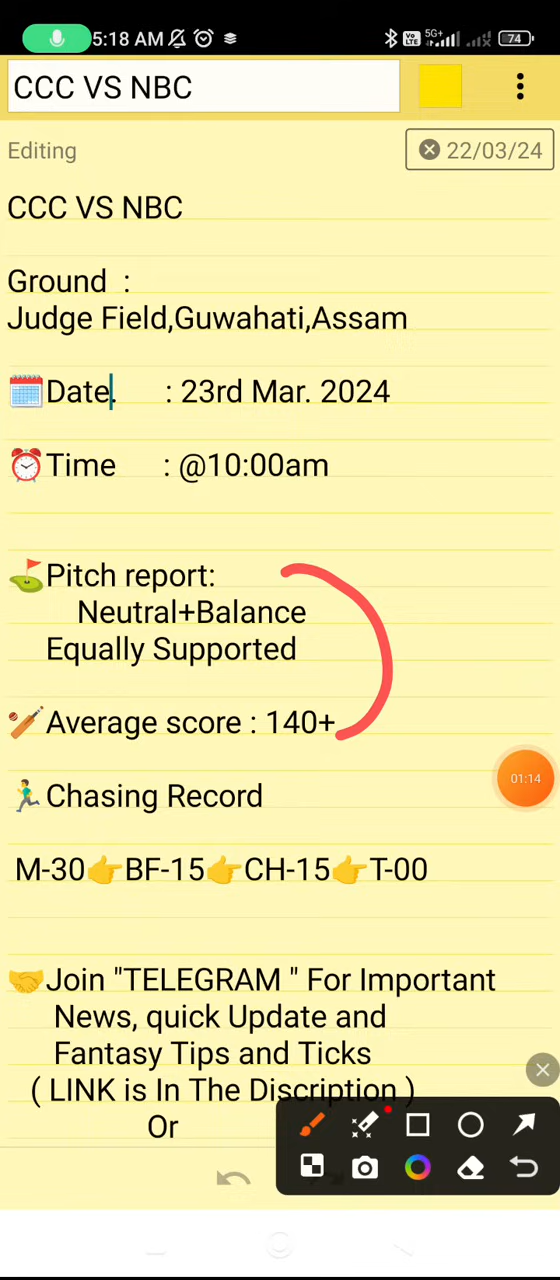 5:18 AM
Vo LTE
5G+
74
CCC VS NBC
Editing
22/03/24
CCC VS NBC
Ground :
Judge Field,Guwahati,Assam
Date. : 23rd Mar. 2024
Time : @10:00am
Pitch report:
Neutral+Balance
Equally Supported
Average score : 140+
01:14
Chasing Record
M-30👉BF-15👉CH-15👉T-00
Join "TELEGRAM " For Important
News, quick Update and
Fantasy Tips and Ticks
( LINK is In The Discription )
Or